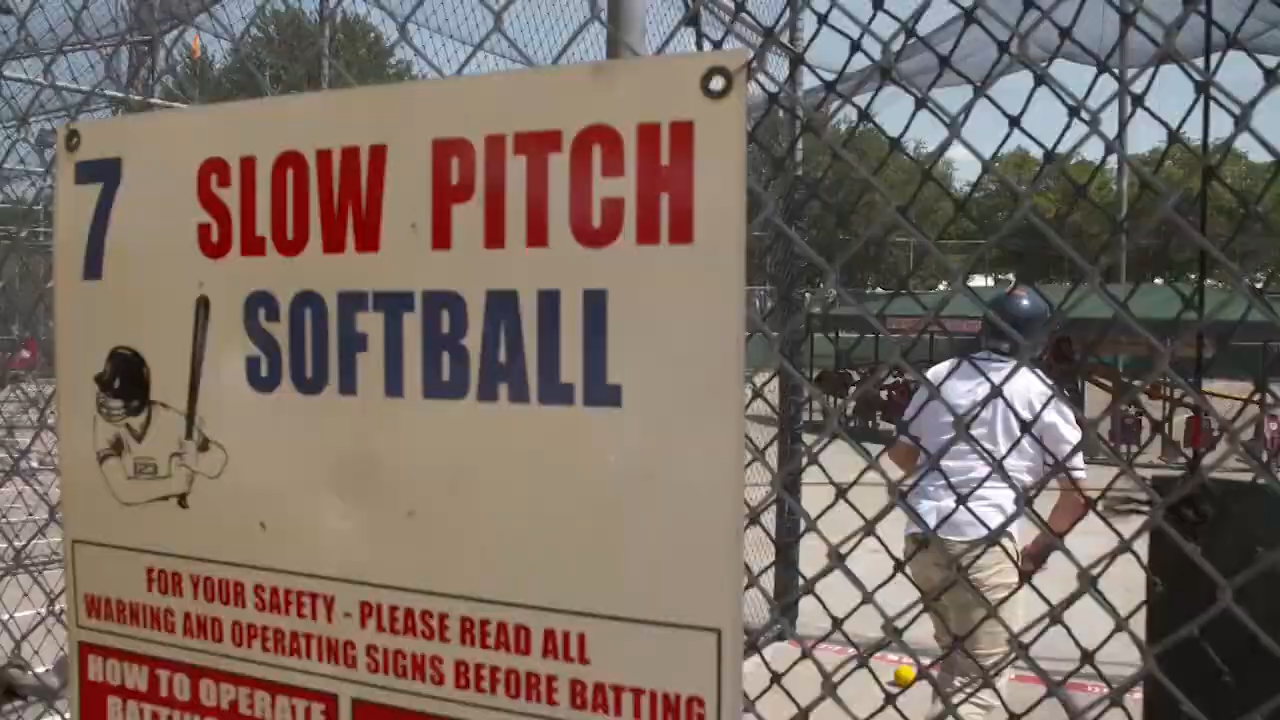 7 SLOW PITCH
SOFTBALL
FOR YOUR SAFETY - PLEASE READ ALL
WARNING AND OPERATING SIGNS BEFORE BATTING
HOW TO OPERATE